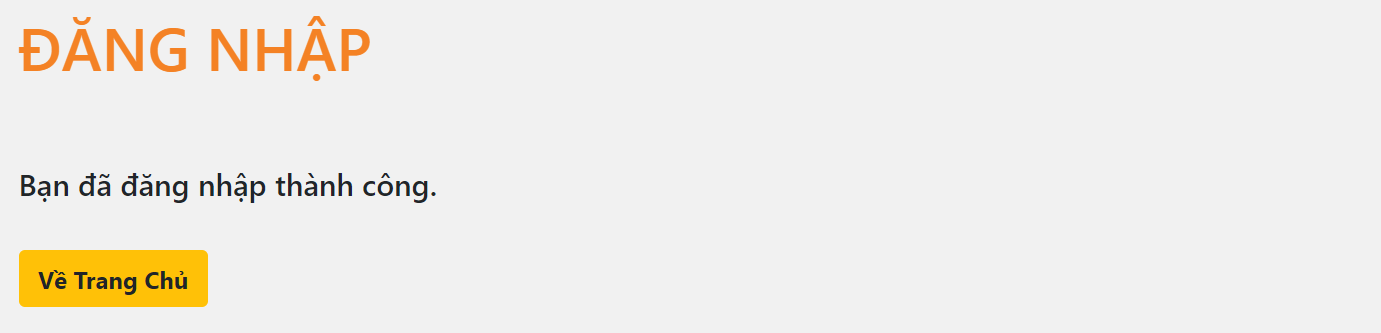 ĐĂNG NHẬP
Bạn đã đăng nhập thành công.
Về Trang Chủ